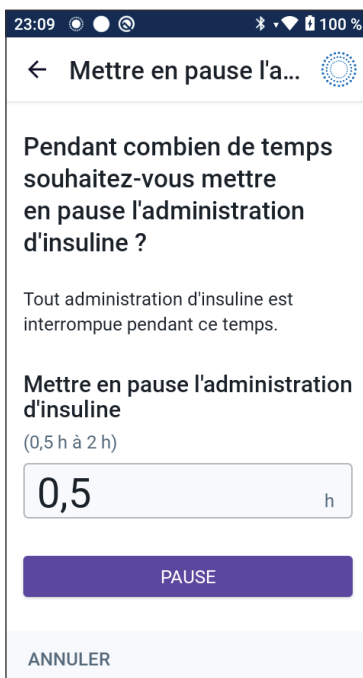 23:09 100 %
Mettre en pause l'a...
Pendant combien de temps
souhaitez-vous mettre
en pause l'administration
d'insuline ?
Tout administration d'insuline est
interrompue pendant ce temps.
Mettre en pause l'administration
d'insuline
(0,5 h à 2 h)
0,5 h
PAUSE
ANNULER